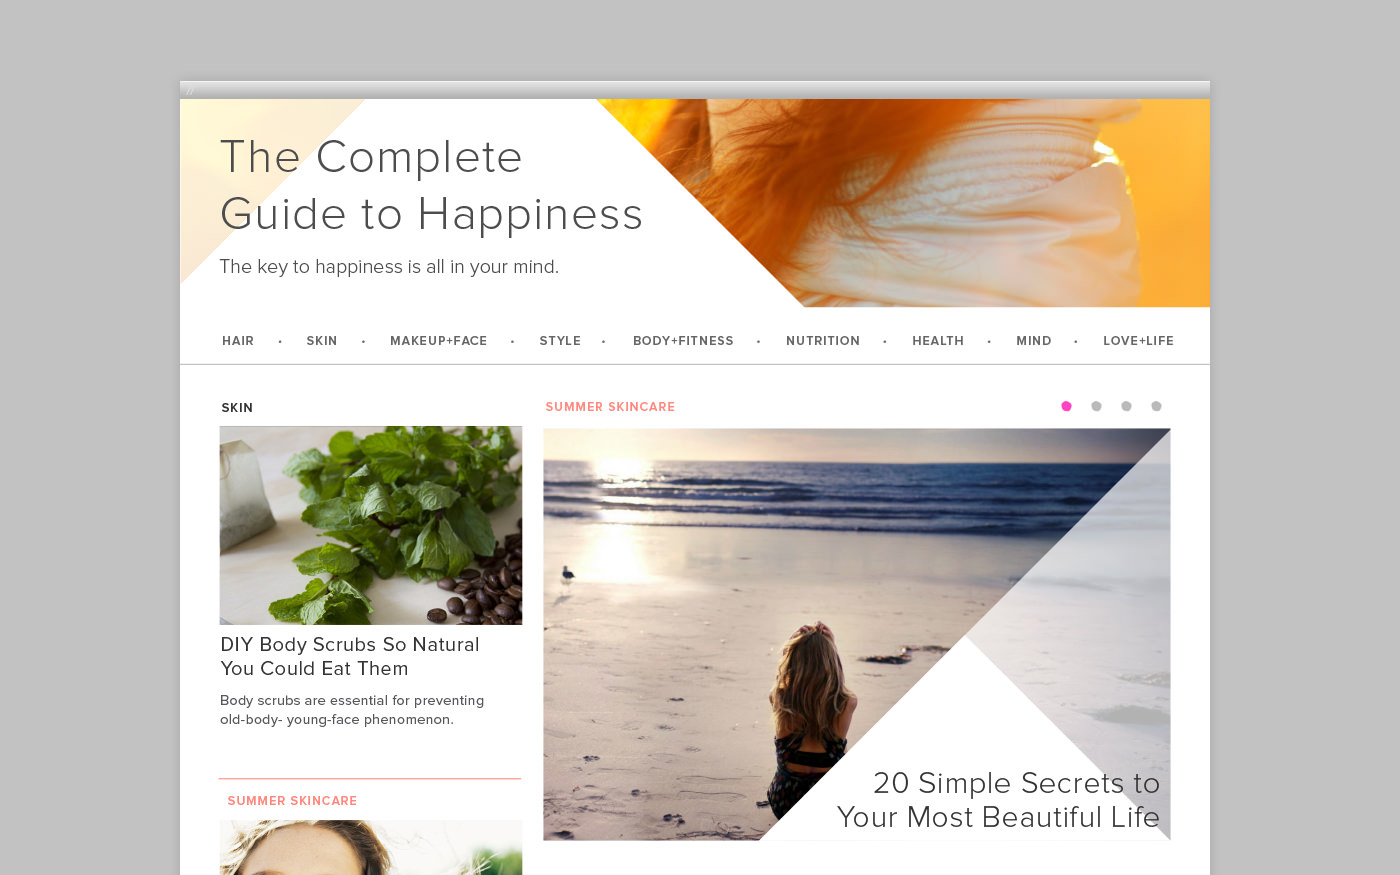 //
The Complete
Guide to Happiness
The key to happiness is all in your mind.
HAIR • SKIN • MAKEUP+FACE • STYLE • BODY+FITNESS • NUTRITION • HEALTH • MIND • LOVE+LIFE
SKIN
DIY Body Scrubs So Natural
You Could Eat Them
Body scrubs are essential for preventing
old-body- young-face phenomenon.
SUMMER SKINCARE
SUMMER SKINCARE
20 Simple Secrets to
Your Most Beautiful Life